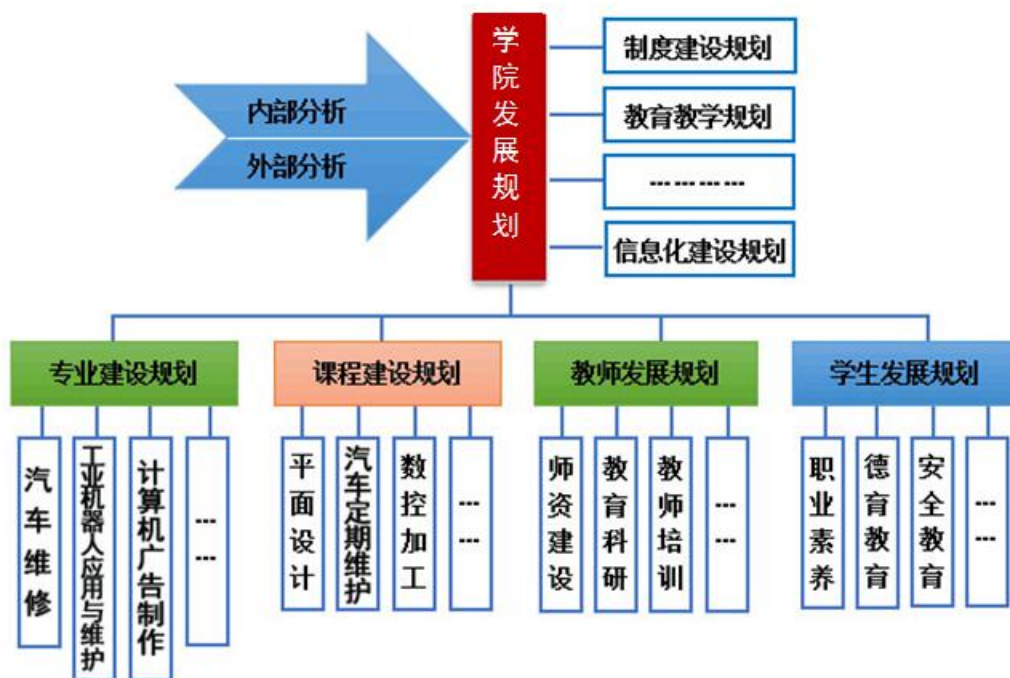 内部分析
外部分析
学院发展规划
制度建设规划
教育教学规划
…………
信息化建设规划
专业建设规划
课程建设规划
教师发展规划
学生发展规划
汽车维修
工业机器人应用与维护
计算机广告制作
……
平面设计
汽车定期维护
数控加工
……
师资建设
教育科研
教师培训
……
职业素养
德育教育
安全教育
……